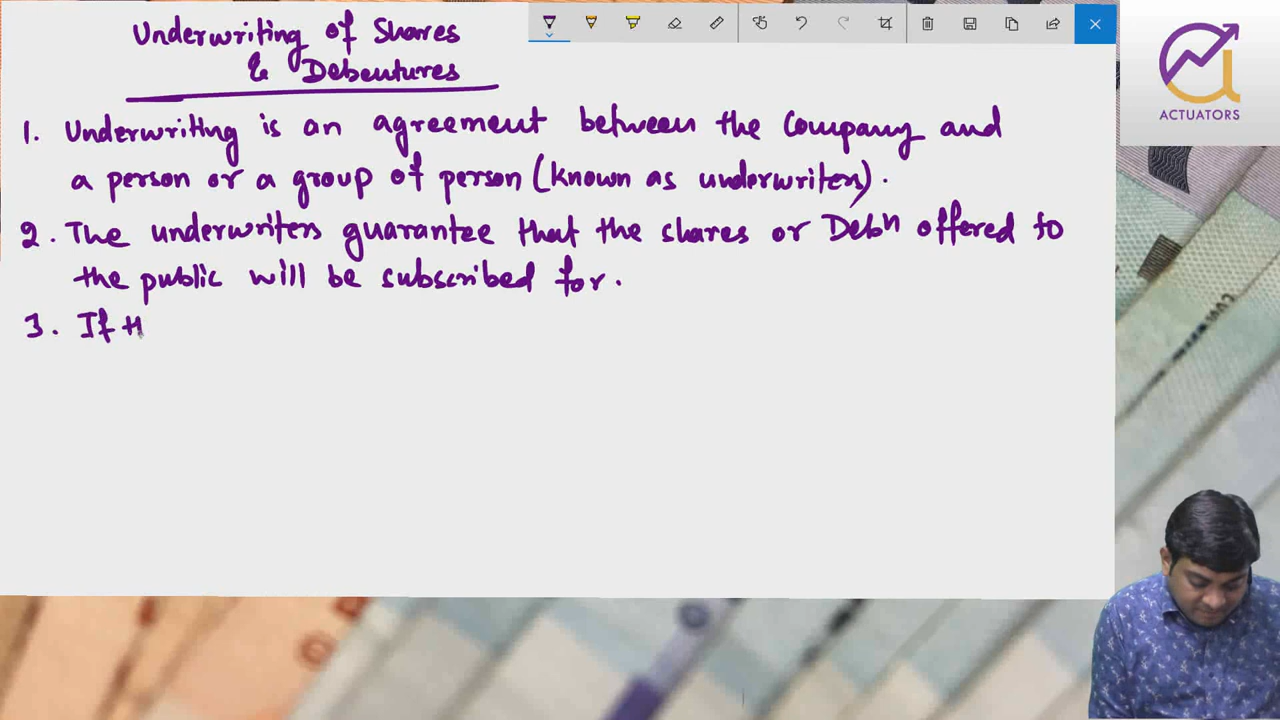 Underwriting of Shares
& Debentures
1. Underwriting is an agreement between the Company and
a person or a group of person (known as underwriters).
2. The underwriters guarantee that the shares or Debn offered to
the public will be subscribed for.
3. If
ACTUATORS